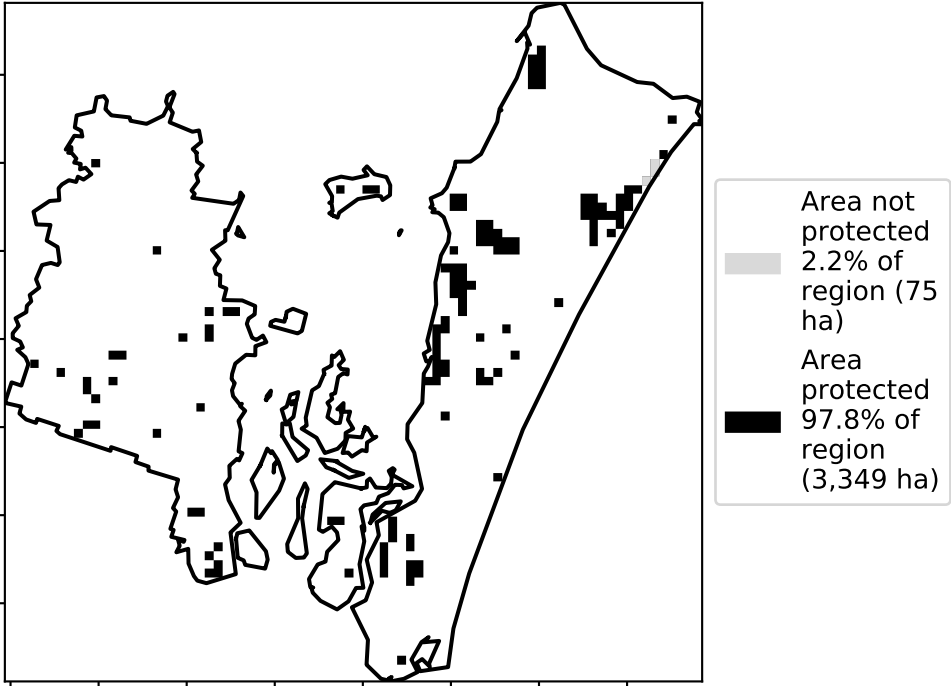 Area not
protected
2.2% of
region (75
ha)
Area
protected
97.8% of
region
(3,349 ha)